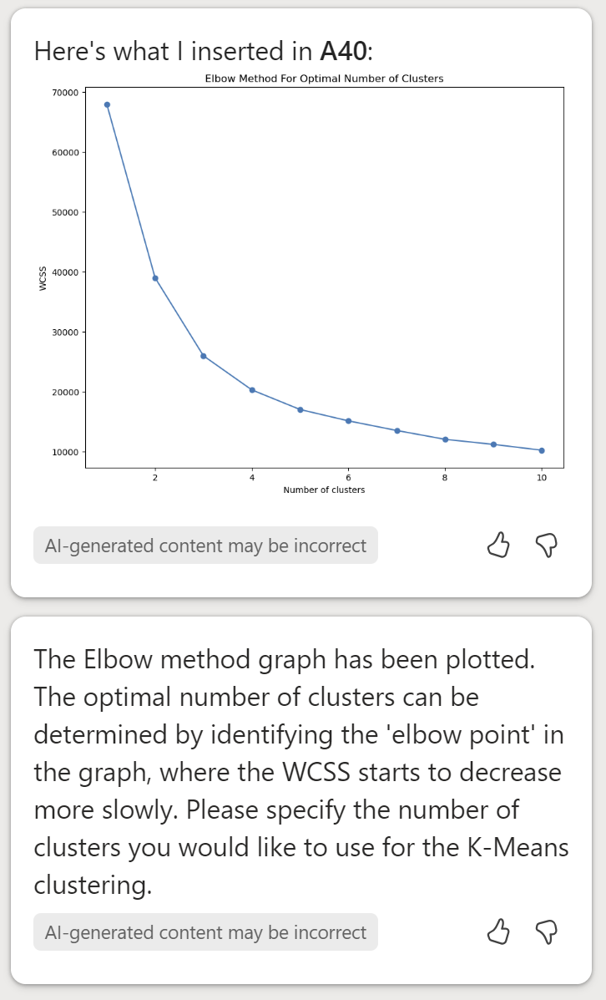 Here's what I inserted in A40:
Elbow Method For Optimal Number of Clusters
70000
60000
50000
40000
30000
20000
10000
WCSS
2 4 6 8 10
Number of clusters
AI-generated content may be incorrect
The Elbow method graph has been plotted.
The optimal number of clusters can be
determined by identifying the 'elbow point' in
the graph, where the WCSS starts to decrease
more slowly. Please specify the number of
clusters you would like to use for the K-Means
clustering.
AI-generated content may be incorrect